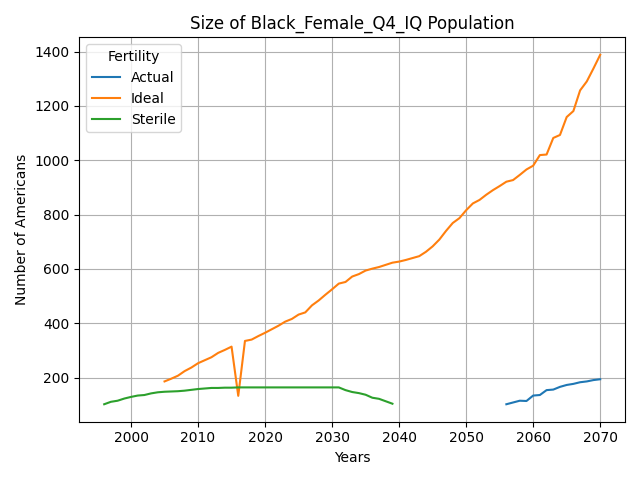 Size of Black_Female_Q4_IQ Population
Number of Americans
1400
1200
1000
800
600
400
200
Fertility
Actual
Ideal
Sterile
2000 2010 2020 2030 2040 2050 2060 2070
Years